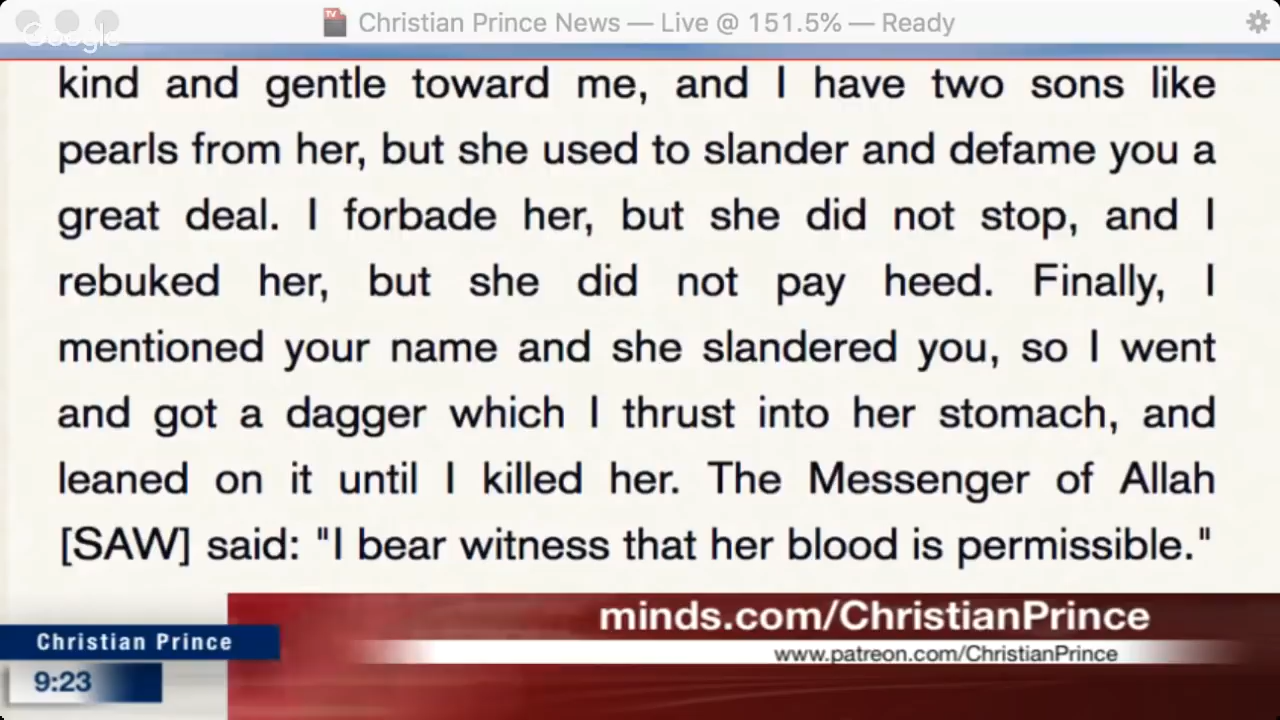 Christian Prince News — Live @ 151.5% — Ready
Google
kind and gentle toward me, and I have two sons like
pearls from her, but she used to slander and defame you a
great deal. I forbade her, but she did not stop, and I
rebuked her, but she did not pay heed. Finally, I
mentioned your name and she slandered you, so I went
and got a dagger which I thrust into her stomach, and
leaned on it until I killed her. The Messenger of Allah
[SAW] said: "I bear witness that her blood is permissible."
minds.com/ChristianPrince
Christian Prince
www.patreon.com/ChristianPrince
9:23